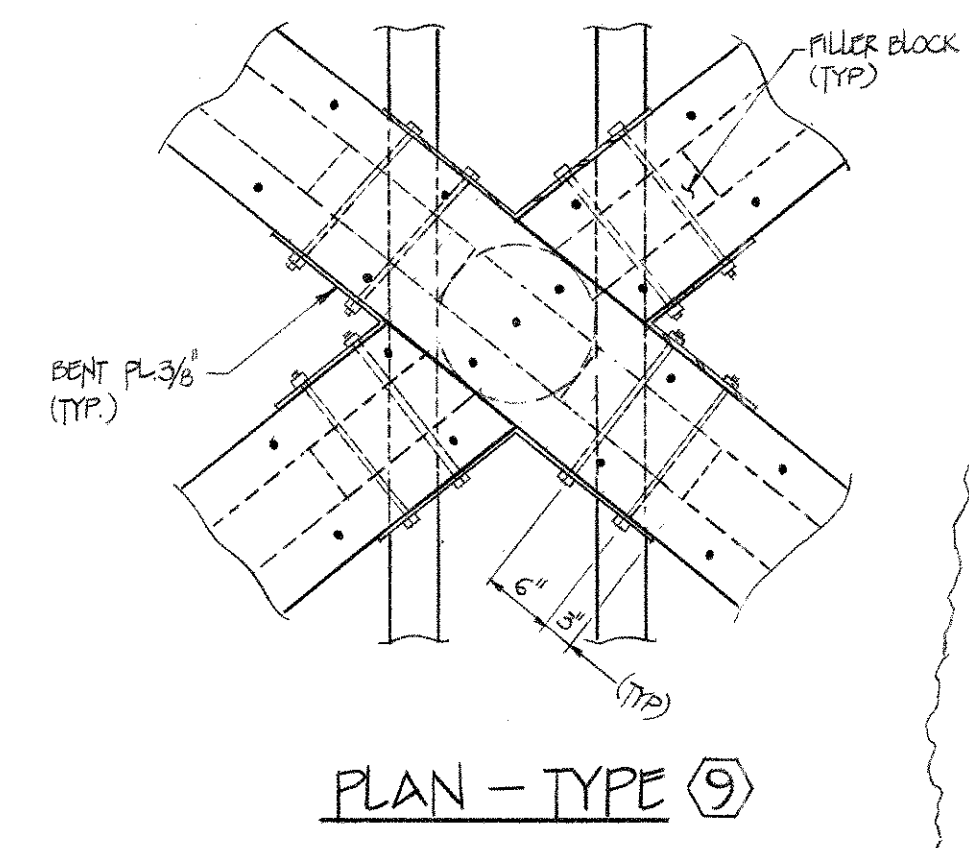 FILLER BLOCK
(TYP)
BENT PL.3/8"
(TYP.)
6"
3"
(TYP)
PLAN - TYPE 9